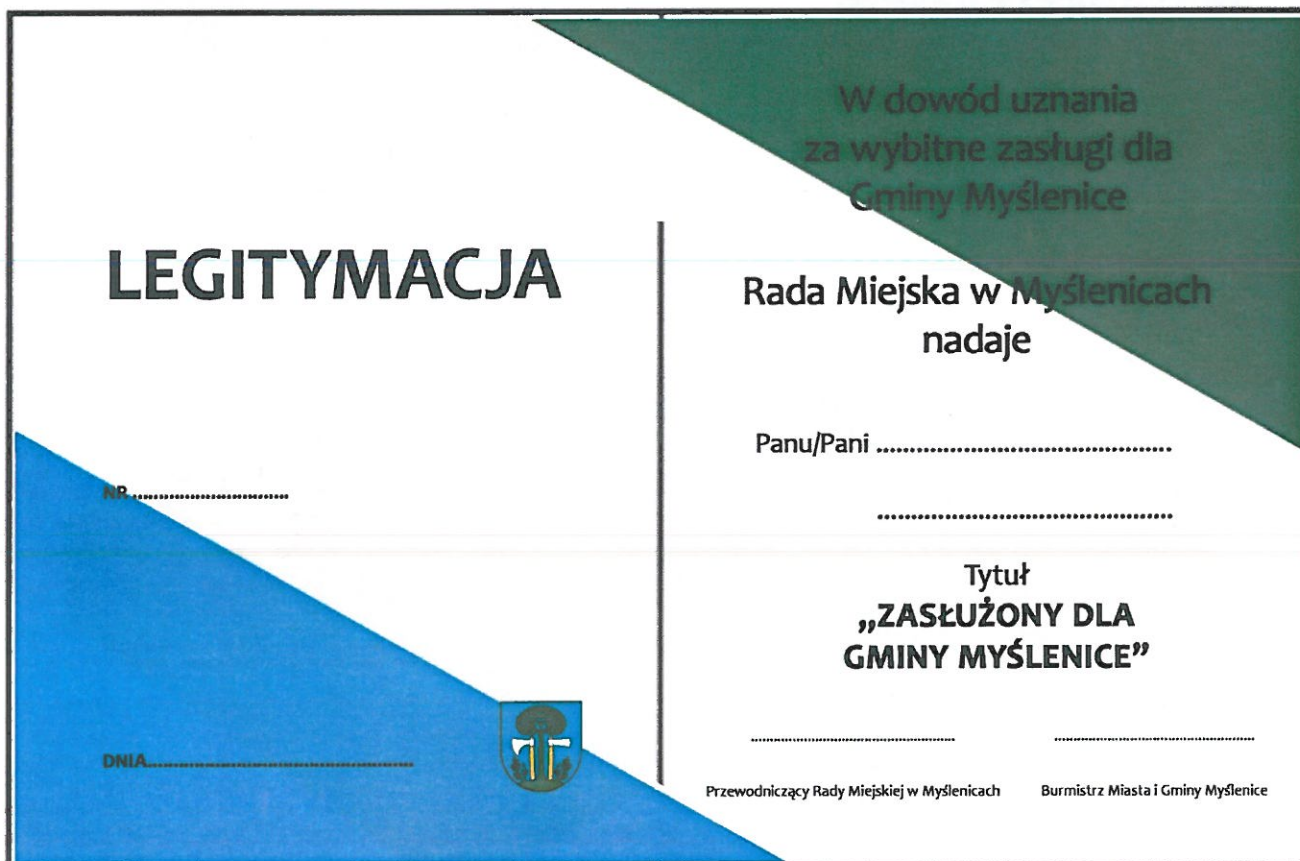 LEGITYMACJA
NR..............................
DNIA....................................................
W dowód uznania
za wybitne zasługi dla
Gminy Myślenice
Rada Miejska w Myślenicach
nadaje
Panu/Pani .............................................
.............................................
Tytuł
„ZASŁUŻONY DLA
GMINY MYŚLENICE”
Przewodniczący Rady Miejskiej w Myślenicach
Burmistrz Miasta i Gminy Myślenice